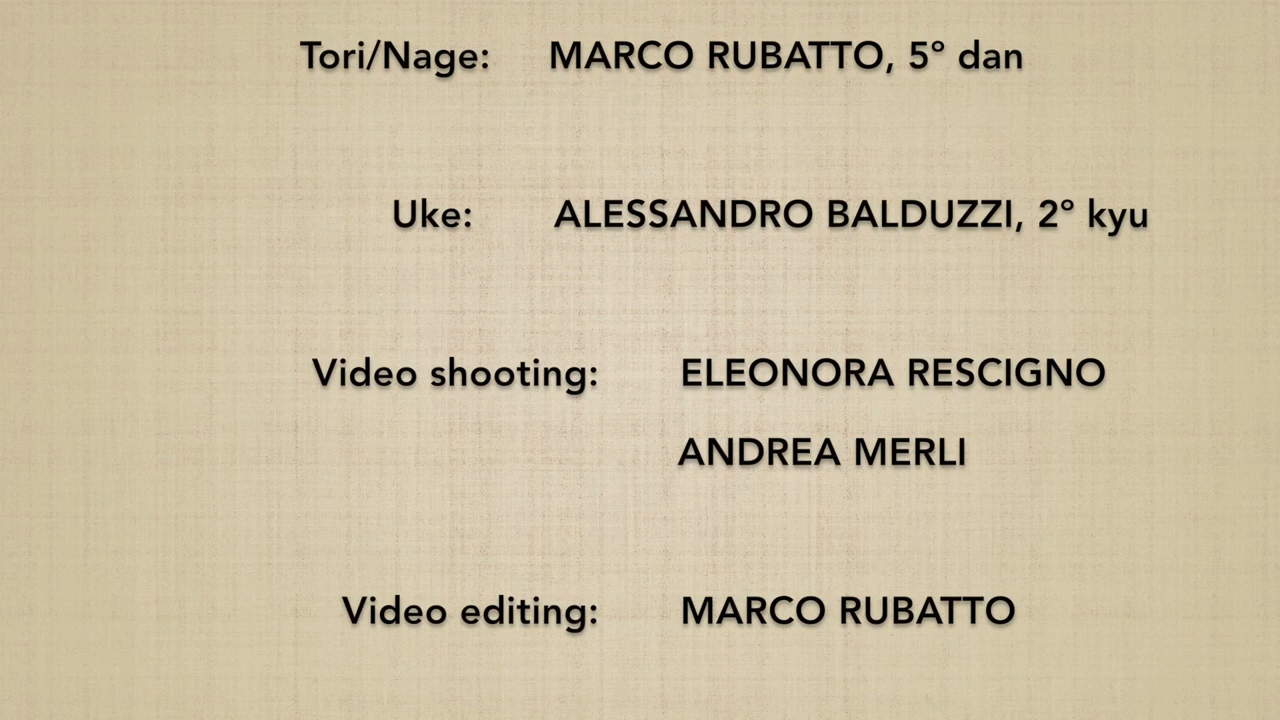 Tori/Nage: MARCO RUBATTO, 5° dan
Uke: ALESSANDRO BALDUZZI, 2° kyu
Video shooting: ELEONORA RESCIGNO
ANDREA MERLI
Video editing: MARCO RUBATTO